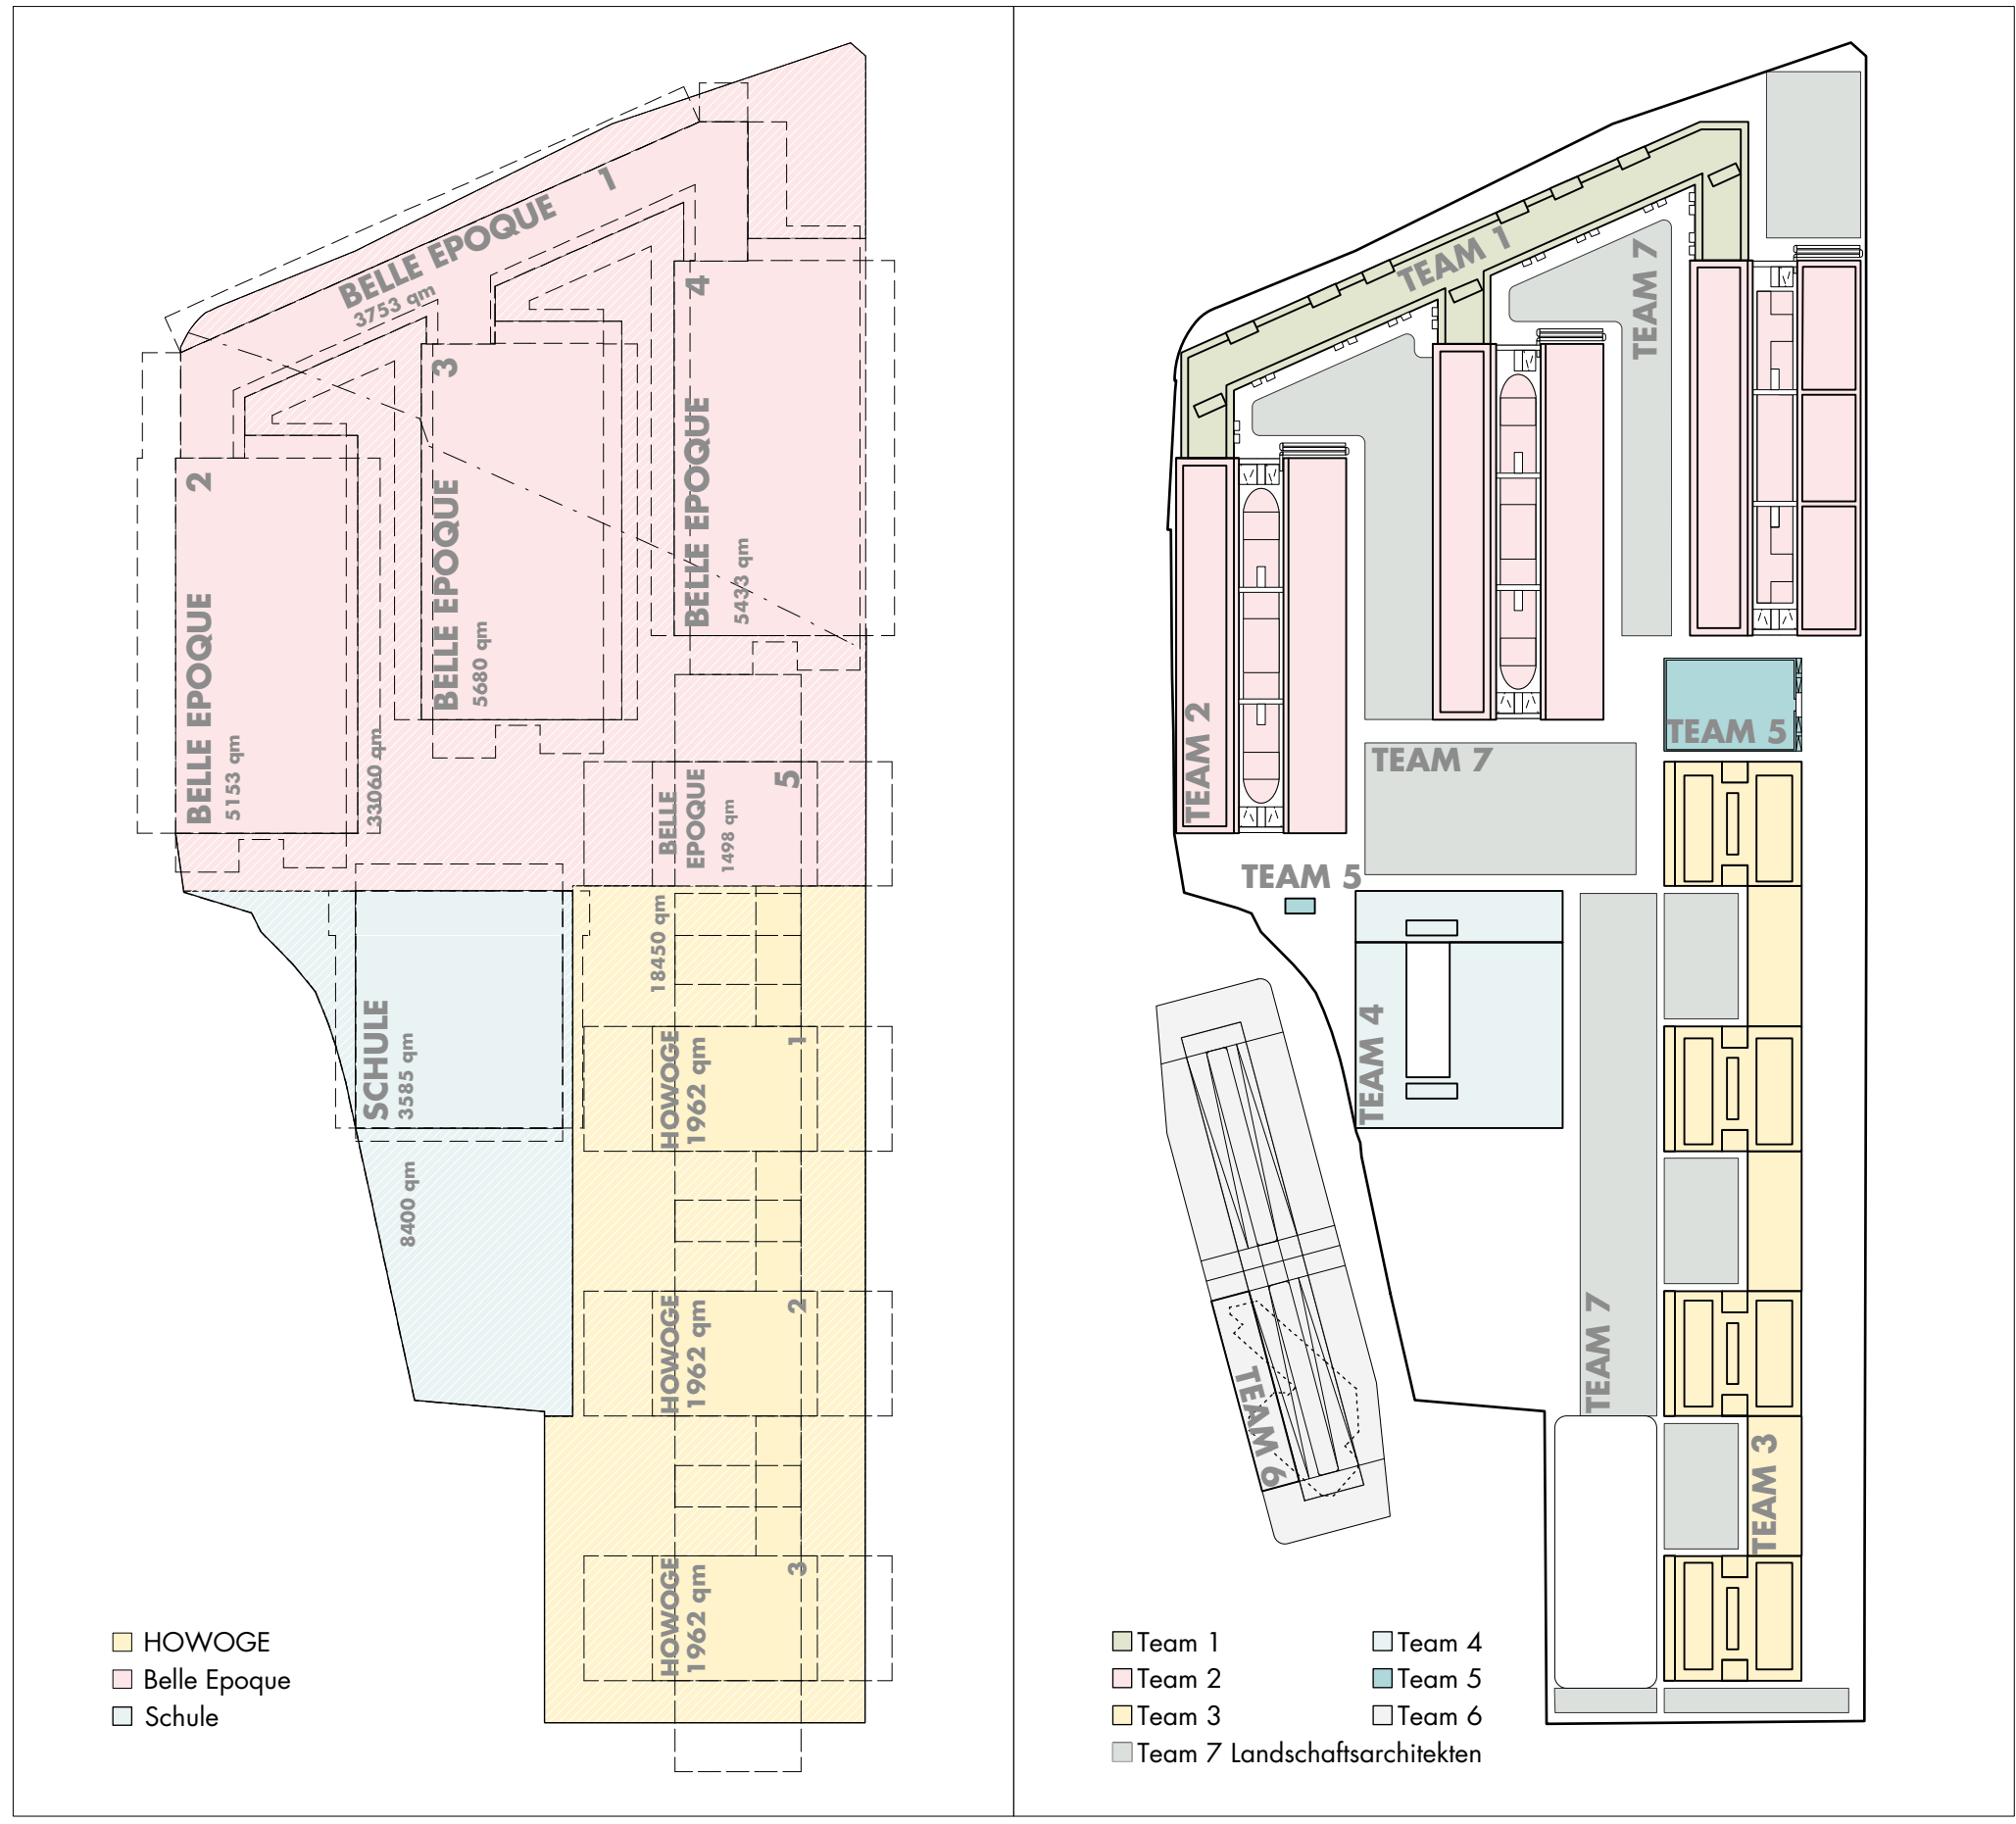 BELLE EPOQUE 1
3753 qm
4
BELLE EPOQUE
5433 qm
3
BELLE EPOQUE
5680 qm
2
BELLE EPOQUE
5153 qm
33060 qm
5
BELLE
EPOQUE
1498 qm
18450 qm
SCHULE
3585 qm
8400 qm
1
HOWOGE
1962 qm
2
HOWOGE
1962 qm
3
HOWOGE
1962 qm
HOWOGE
Belle Epoque
Schule
TEAM 1
TEAM 7
TEAM 2
TEAM 5
TEAM 7
TEAM 5
TEAM 4
TEAM 7
TEAM 6
TEAM 3
Team 1
Team 2
Team 3
Team 7 Landschaftsarchitekten
Team 4
Team 5
Team 6